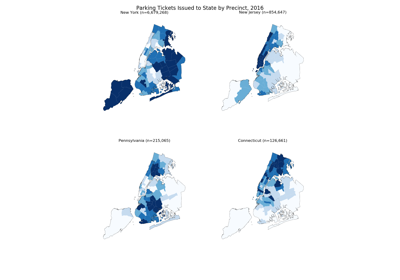 Parking Tickets Issued to State by Precinct, 2016
New York (n=6,679,268)
New Jersey (n=854,647)
Pennsylvania (n=215,065)
Connecticut (n=126,661)